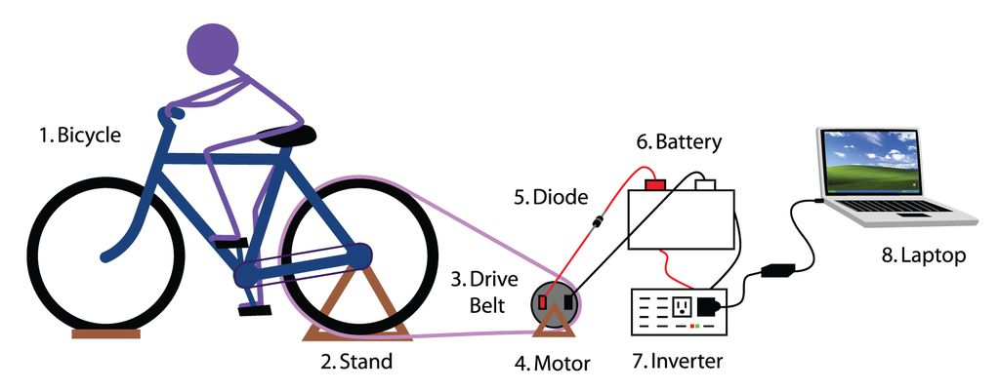 1. Bicycle
2. Stand
3. Drive
Belt
4. Motor
5. Diode
6. Battery
7. Inverter
8. Laptop